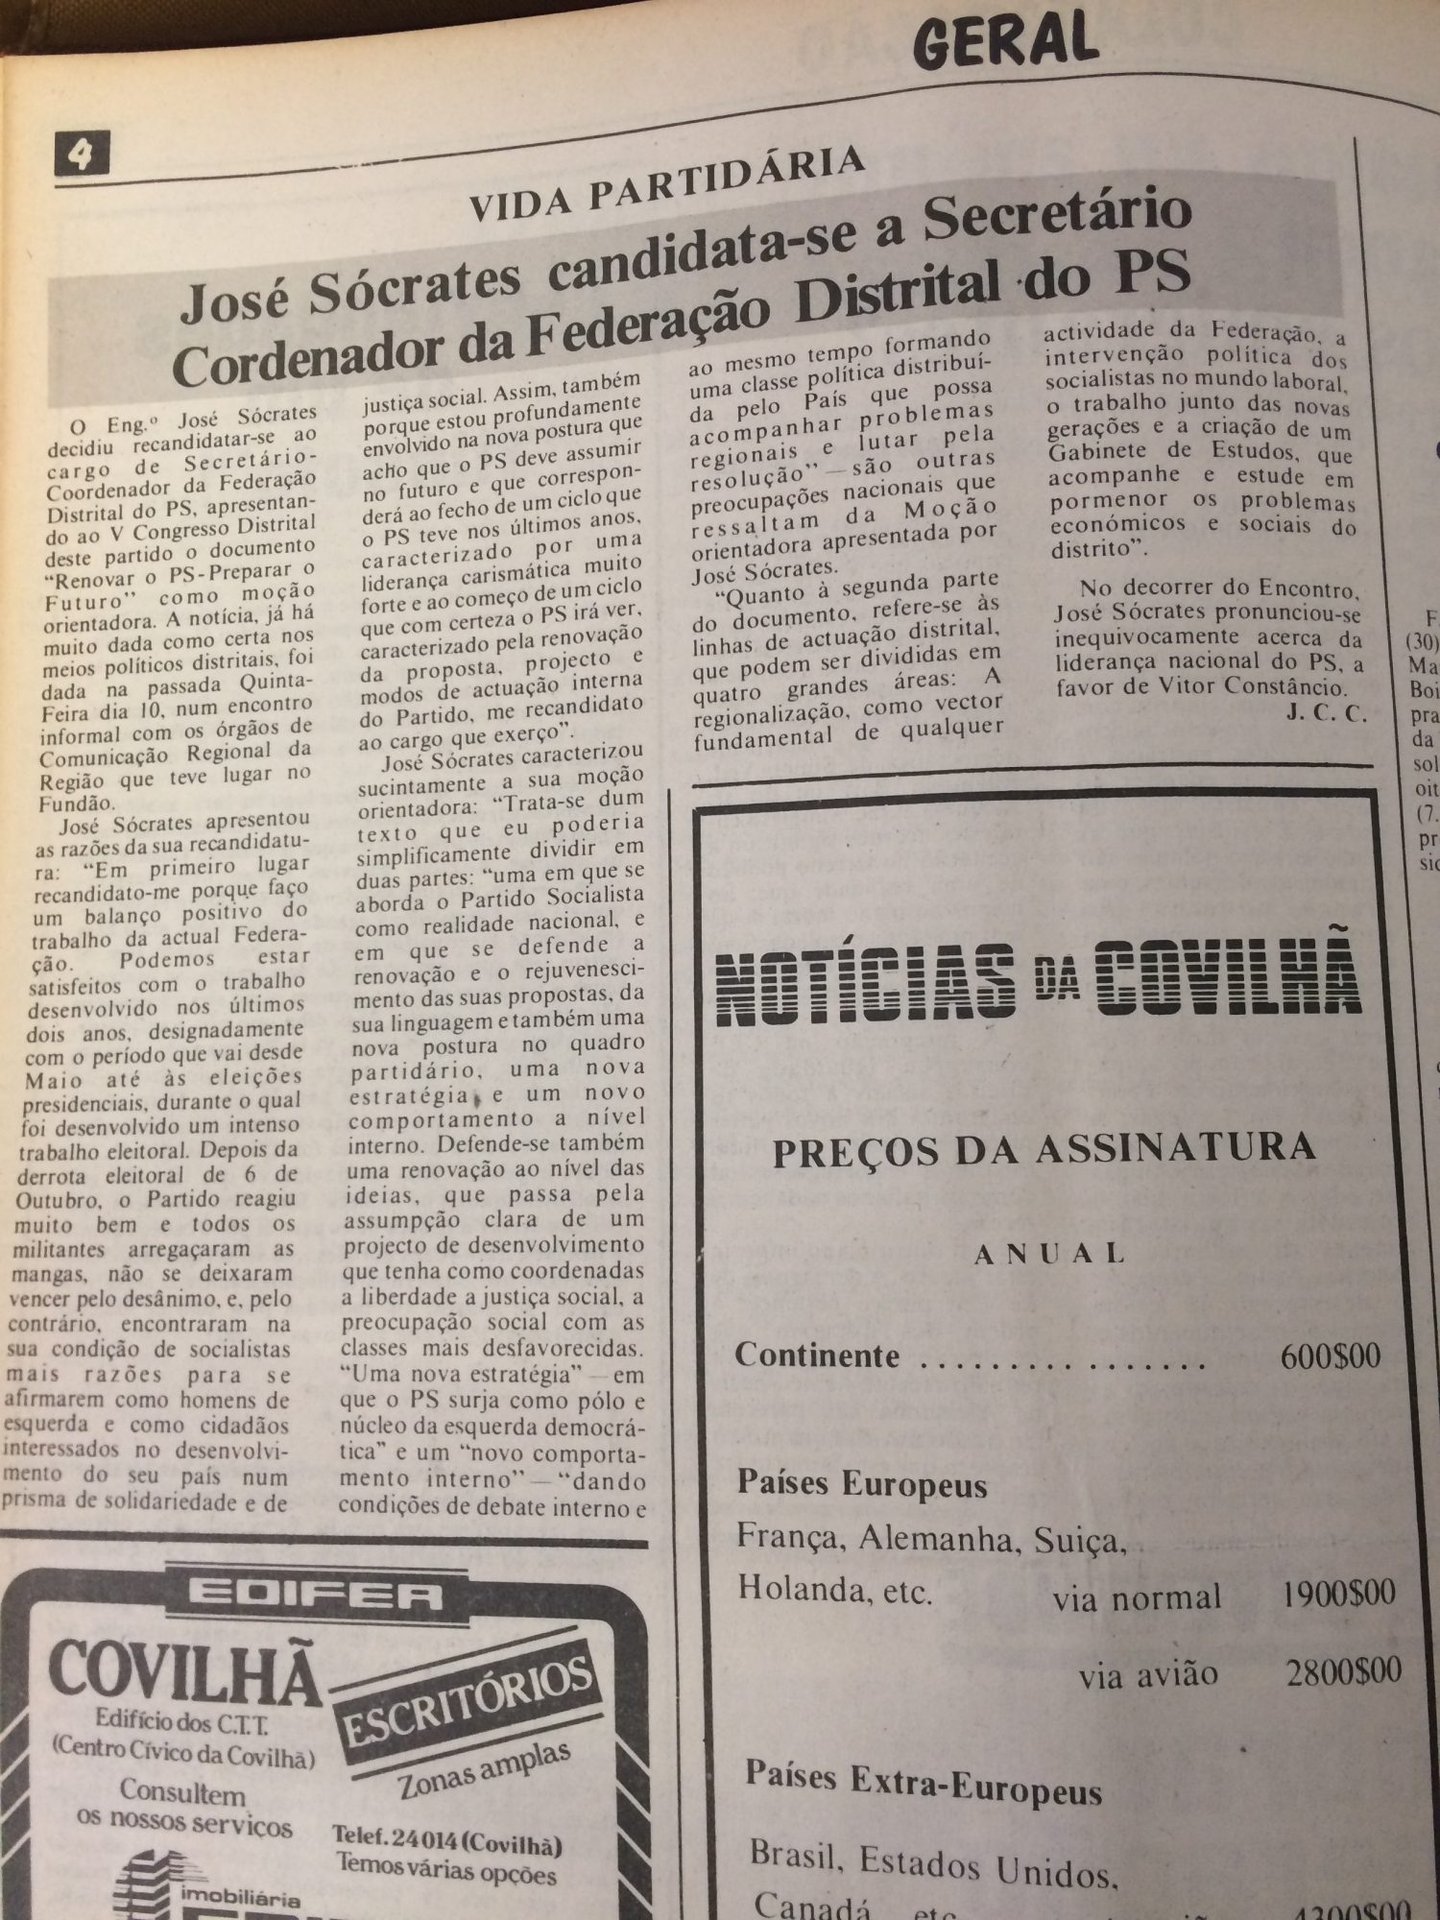 GERAL
4
VIDA PARTIDÁRIA
José Sócrates candidata-se a Secretário
Cordenador da Federação Distrital do PS
O Eng.º José Sócrates
decidiu recandidatar-se ao
cargo de Secretário-
Coordenador da Federação
Distrital do PS, apresentan-
do ao V Congresso Distrital
deste partido o documento
“Renovar o PS-Preparar o
Futuro” como moção
orientadora. A notícia, já há
muito dada como certa nos
meios políticos distritais, foi
dada na passada Quinta-
Feira dia 10, num encontro
informal com os órgãos de
Comunicação Regional da
Região que teve lugar no
Fundão.
José Sócrates apresentou
as razões da sua recandidatu-
ra: “Em primeiro lugar
recandidato-me porque faço
um balanço positivo do
trabalho da actual Federa-
ção. Podemos estar
satisfeitos com o trabalho
desenvolvido nos últimos
dois anos, designadamente
com o período que vai desde
Maio até às eleições
presidenciais, durante o qual
foi desenvolvido um intenso
trabalho eleitoral. Depois da
derrota eleitoral de 6 de
Outubro, o Partido reagiu
muito bem e todos os
militantes arregaçaram as
mangas, não se deixaram
vencer pelo desânimo, e, pelo
contrário, encontraram na
sua condição de socialistas
mais razões para se
afirmarem como homens de
esquerda e como cidadãos
interessados no desenvolvi-
mento do seu país num
prisma de solidariedade e de
justiça social. Assim, também
porque estou profundamente
envolvido na nova postura que
acho que o PS deve assumir
no futuro e que correspon-
derá ao fecho de um ciclo que
o PS teve nos últimos anos,
caracterizado por uma
liderança carismática muito
forte e ao começo de um ciclo
que com certeza o PS irá ver,
caracterizado pela renovação
da proposta, projecto e
modos de actuação interna
do Partido, me recandidato
ao cargo que exerço”.
José Sócrates caracterizou
sucintamente a sua moção
orientadora: “Trata-se dum
texto que eu poderia
simplificamente dividir em
duas partes: “uma em que se
aborda o Partido Socialista
como realidade nacional, e
em que se defende a
renovação e o rejuvenesci-
mento das suas propostas, da
sua linguagem e também uma
nova postura no quadro
partidário, uma nova
estratégia, e um novo
comportamento a nível
interno. Defende-se também
uma renovação ao nível das
ideias, que passa pela
assumpção clara de um
projecto de desenvolvimento
que tenha como coordenadas
a liberdade a justiça social, a
preocupação social com as
classes mais desfavorecidas.
“Uma nova estratégia” — em
que o PS surja como pólo e
núcleo da esquerda democrá-
tica” e um “novo comporta-
mento interno” — “dando
condições de debate interno e
ao mesmo tempo formando
uma classe política distribuí-
da pelo País que possa
acompanhar problemas
regionais e lutar pela
resolução” — são outras
preocupações nacionais que
ressaltam da Moção
orientadora apresentada por
José Sócrates.
“Quanto à segunda parte
do documento, refere-se às
linhas de actuação distrital,
que podem ser divididas em
quatro grandes áreas: A
regionalização, como vector
fundamental de qualquer
actividade da Federação, a
intervenção política dos
socialistas no mundo laboral,
o trabalho junto das novas
gerações e a criação de um
Gabinete de Estudos, que
acompanhe e estude em
pormenor os problemas
económicos e sociais do
distrito”.
No decorrer do Encontro,
José Sócrates pronunciou-se
inequivocamente acerca da
liderança nacional do PS, a
favor de Vitor Constâncio.
J. C. C.
NOTÍCIAS DA COVILHÃ
PREÇOS DA ASSINATURA
ANUAL
Continente ................ 600$00
Países Europeus
França, Alemanha, Suiça,
Holanda, etc. via normal 1900$00
via avião 2800$00
Países Extra-Europeus
Brasil, Estados Unidos,
Canadá, etc. 4300$00
EDIFER
COVILHÃ
Edifício dos C.T.T.
(Centro Cívico da Covilhã)
Consultem
os nossos serviços
ESCRITÓRIOS
Zonas amplas
Telef. 24014 (Covilhã)
Temos várias opções
imobiliária
(30)